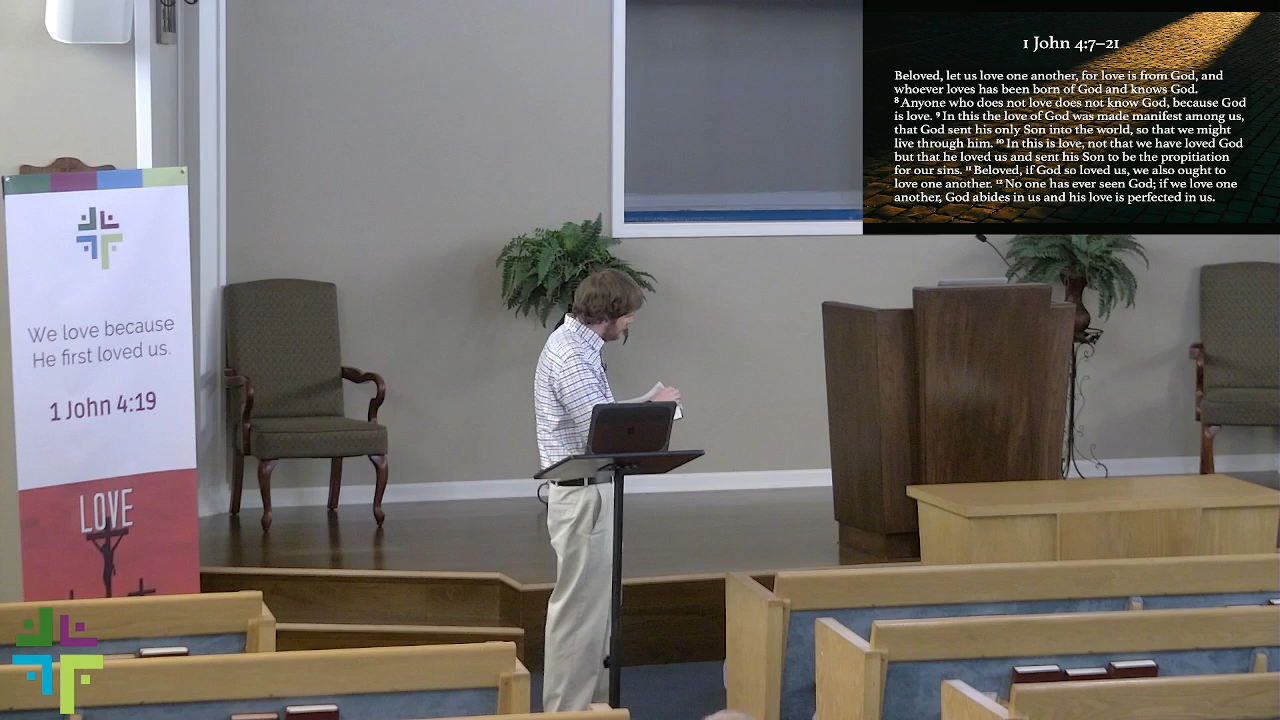 1 John 4:7–21
Beloved, let us love one another, for love is from God, and
whoever loves has been born of God and knows God.
⁸ Anyone who does not love does not know God, because God
is love. ⁹ In this the love of God was made manifest among us,
that God sent his only Son into the world, so that we might
live through him. ¹⁰ In this is love, not that we have loved God
but that he loved us and sent his Son to be the propitiation
for our sins. ¹¹ Beloved, if God so loved us, we also ought to
love one another. ¹² No one has ever seen God; if we love one
another, God abides in us and his love is perfected in us.
We love because
He first loved us.
1 John 4:19
LOVE